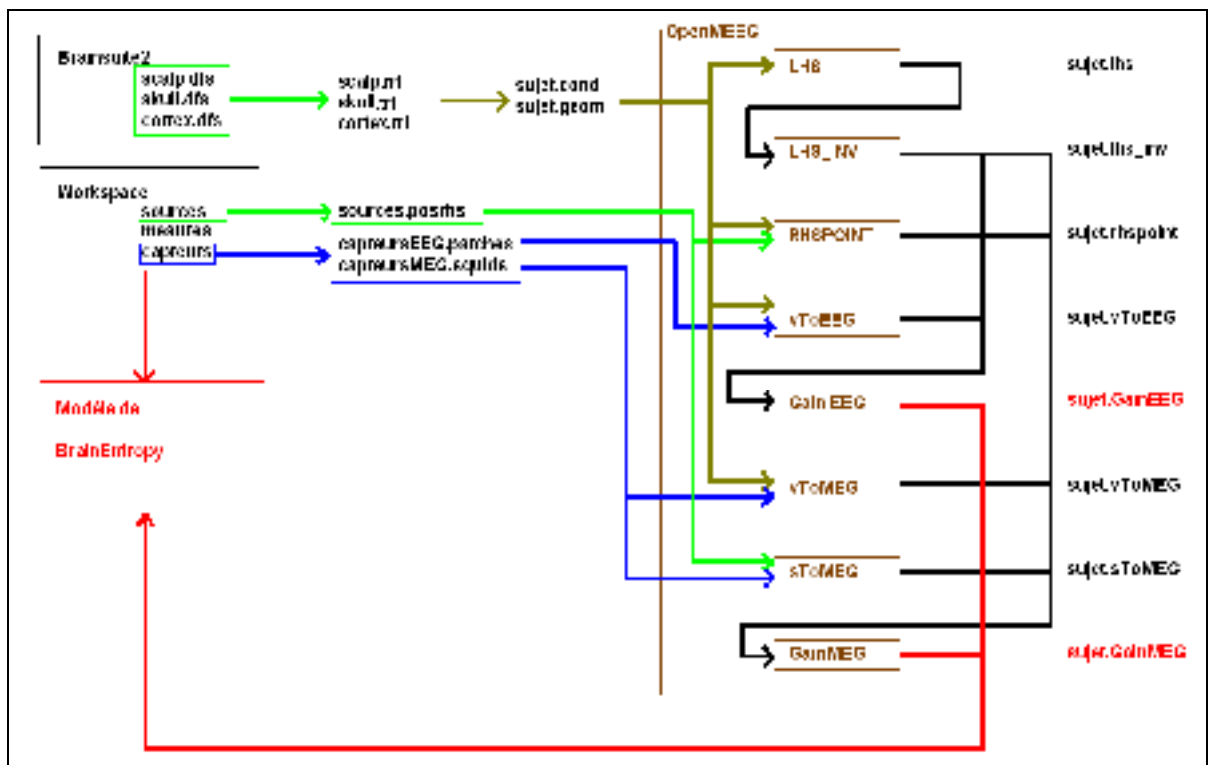 OpenMEEG
Brainsuite2
scalp.dfs
skull.dfs
cortex.dfs
scalp.tri
skull.tri
cortex.tri
sujet.cond
sujet.geom
LHS
sujet.lhs
LHS_INV
sujet.lhs_inv
Workspace
sources
mesures
capteurs
sources.posrhs
capteursEEG.patches
capteursMEG.squids
RHSPOINT
sujet.rhspoint
vToEEG
sujet.vToEEG
Gain EEG
sujet.GainEEG
Modèle de
BrainEntropy
vToMEG
sujet.vToMEG
sToMEG
sujet.sToMEG
GainMEG
sujet.GainMEG